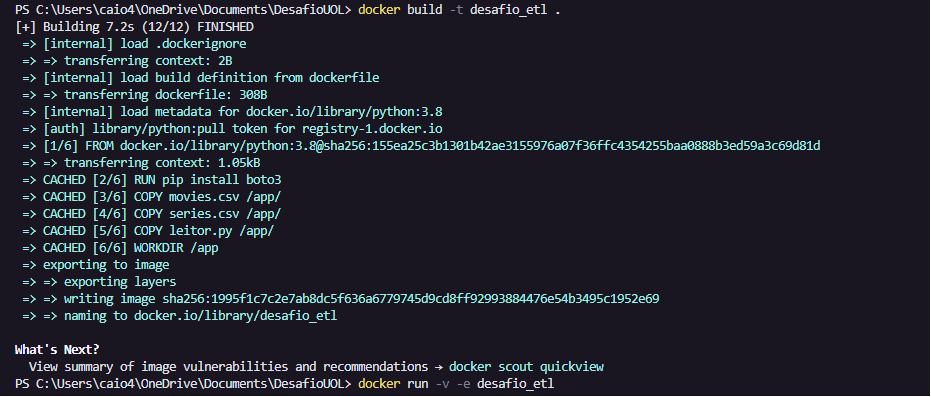 PS C:\Users\caio4\OneDrive\Documents\DesafioUOL> docker build -t desafio_etl .
[+] Building 7.2s (12/12) FINISHED
=> [internal] load .dockerignore
=> => transferring context: 2B
=> [internal] load build definition from dockerfile
=> => transferring dockerfile: 308B
=> [internal] load metadata for docker.io/library/python:3.8
=> [auth] library/python:pull token for registry-1.docker.io
=> [1/6] FROM docker.io/library/python:3.8@sha256:155ea25c3b1301b42ae3155976a07f36ffc4354255baa0888b3ed59a3c69d81d
=> => transferring context: 1.05kB
=> CACHED [2/6] RUN pip install boto3
=> CACHED [3/6] COPY movies.csv /app/
=> CACHED [4/6] COPY series.csv /app/
=> CACHED [5/6] COPY leitor.py /app/
=> CACHED [6/6] WORKDIR /app
=> exporting to image
=> => exporting layers
=> => writing image sha256:1995f1c7c2e7ab8dc5f636a6779745d9cd8ff92993884476e54b3495c1952e69
=> => naming to docker.io/library/desafio_etl
What's Next?
View summary of image vulnerabilities and recommendations → docker scout quickview
PS C:\Users\caio4\OneDrive\Documents\DesafioUOL> docker run -v -e desafio_etl